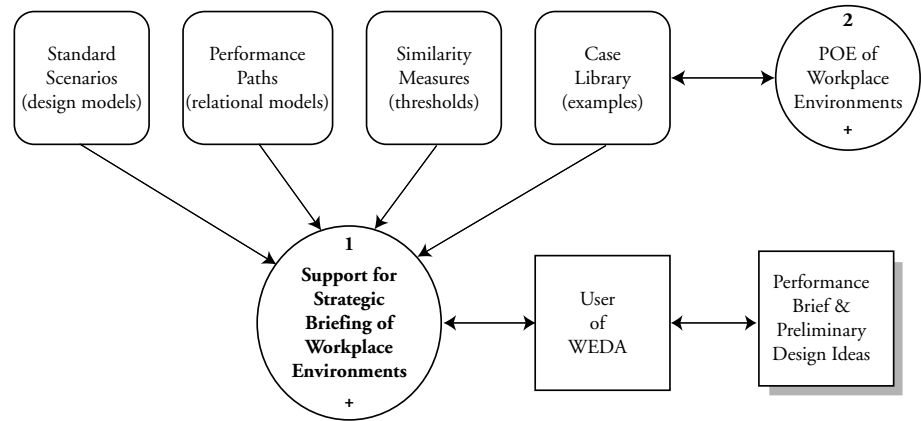 Standard
Scenarios
(design models)
Performance
Paths
(relational models)
Similarity
Measures
(thresholds)
Case
Library
(examples)
2
POE of
Workplace
Environments
+
1
Support for
Strategic
Briefing of
Workplace
Environments
+
User
of
WEDA
Performance
Brief &
Preliminary
Design Ideas